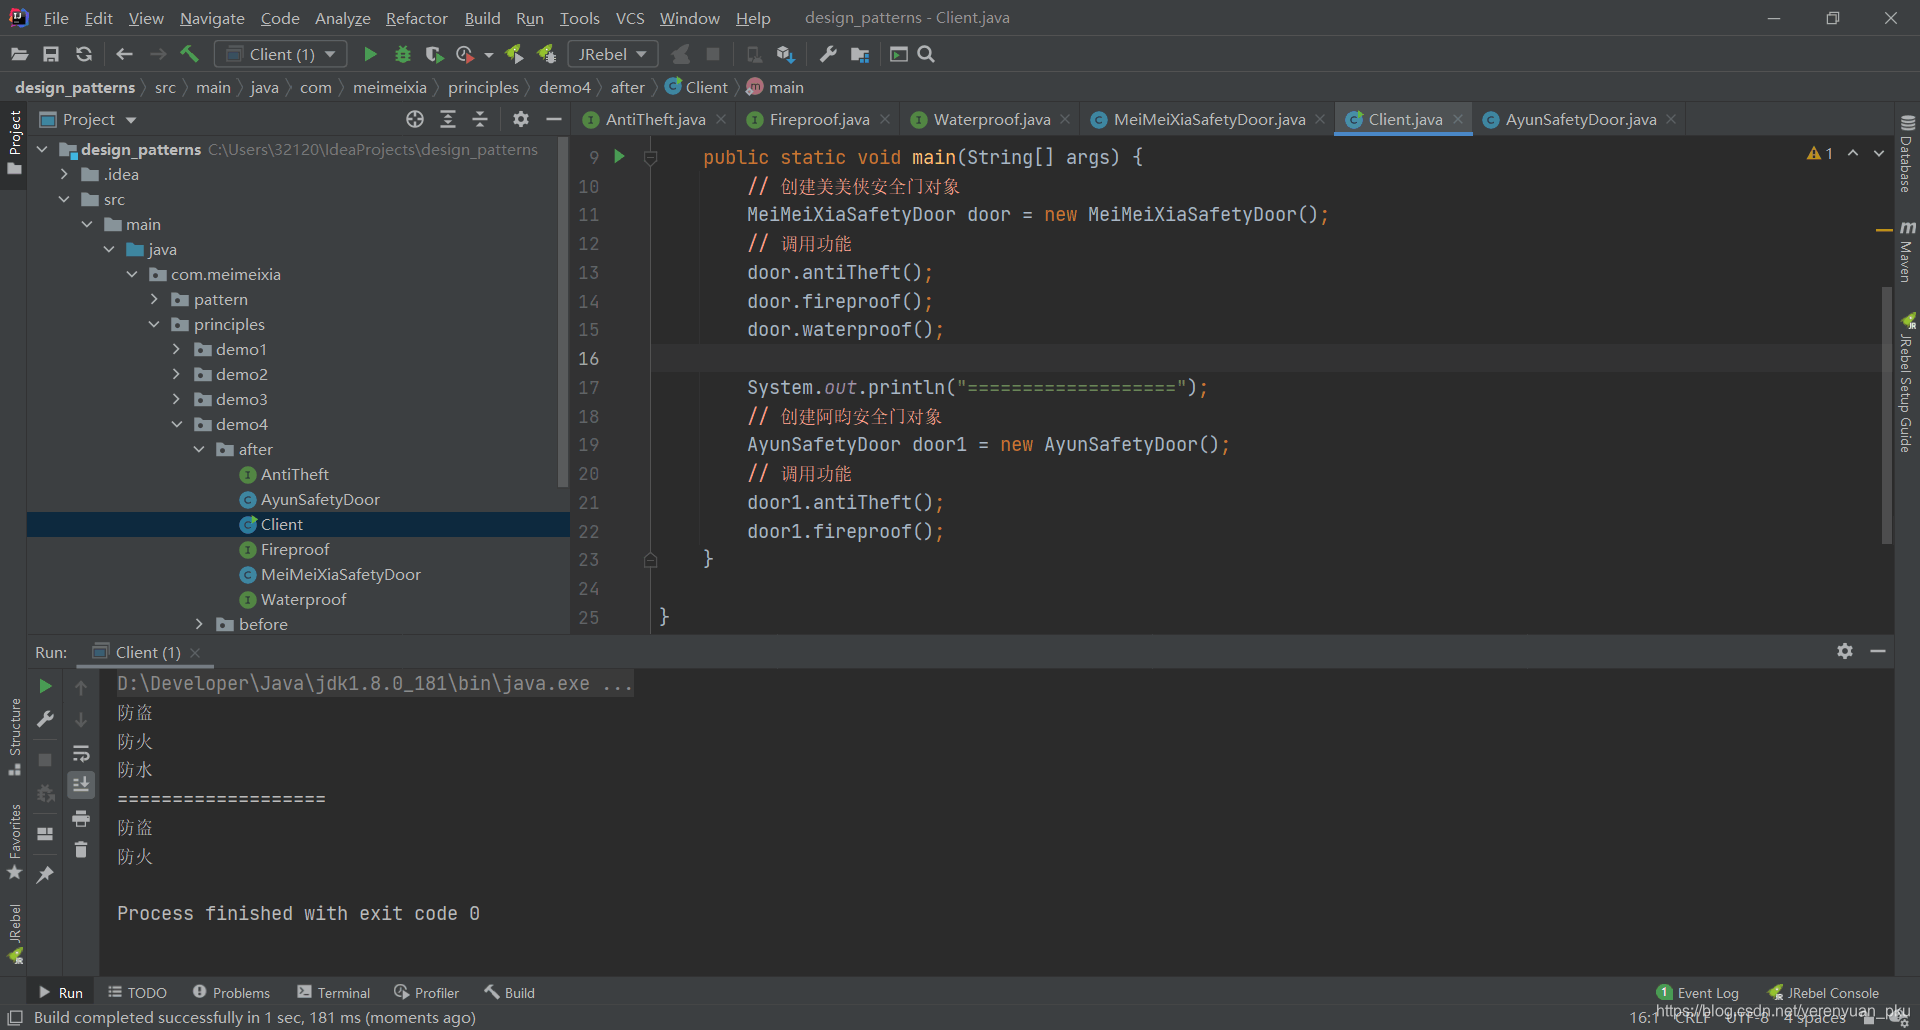 File Edit View Navigate Code Analyze Refactor Build Run Tools VCS Window Help design_patterns - Client.java
Client (1) JRebel
design_patterns src main java com meimeixia principles demo4 after Client main
Project AntiTheft.java Fireproof.java Waterproof.java MeiMeiXiaSafetyDoor.java Client.java AyunSafetyDoor.java
design_patterns C:\Users\32120\IdeaProjects\design_patterns
.idea
src
main
java
com.meimeixia
pattern
principles
demo1
demo2
demo3
demo4
after
AntiTheft
AyunSafetyDoor
Client
Fireproof
MeiMeiXiaSafetyDoor
Waterproof
before
9 public static void main(String[] args) {
10 // 创建美美侠安全门对象
11 MeiMeiXiaSafetyDoor door = new MeiMeiXiaSafetyDoor();
12 // 调用功能
13 door.antiTheft();
14 door.fireproof();
15 door.waterproof();
16
17 System.out.println("===================");
18 // 创建阿昀安全门对象
19 AyunSafetyDoor door1 = new AyunSafetyDoor();
20 // 调用功能
21 door1.antiTheft();
22 door1.fireproof();
23 }
24
25 }
1
Project
Structure
Favorites
JRebel
Database
m Maven
JRebel Setup Guide
Run: Client (1)
D:\Developer\Java\jdk1.8.0_181\bin\java.exe ...
防盗
防火
防水
===================
防盗
防火
Process finished with exit code 0
Run TODO Problems Terminal Profiler Build 1 Event Log JRebel Console
Build completed successfully in 1 sec, 181 ms (moments ago) 16:1 CRLF UTF-8 4 spaces
https://blog.csdn.net/yerenyuan_pku